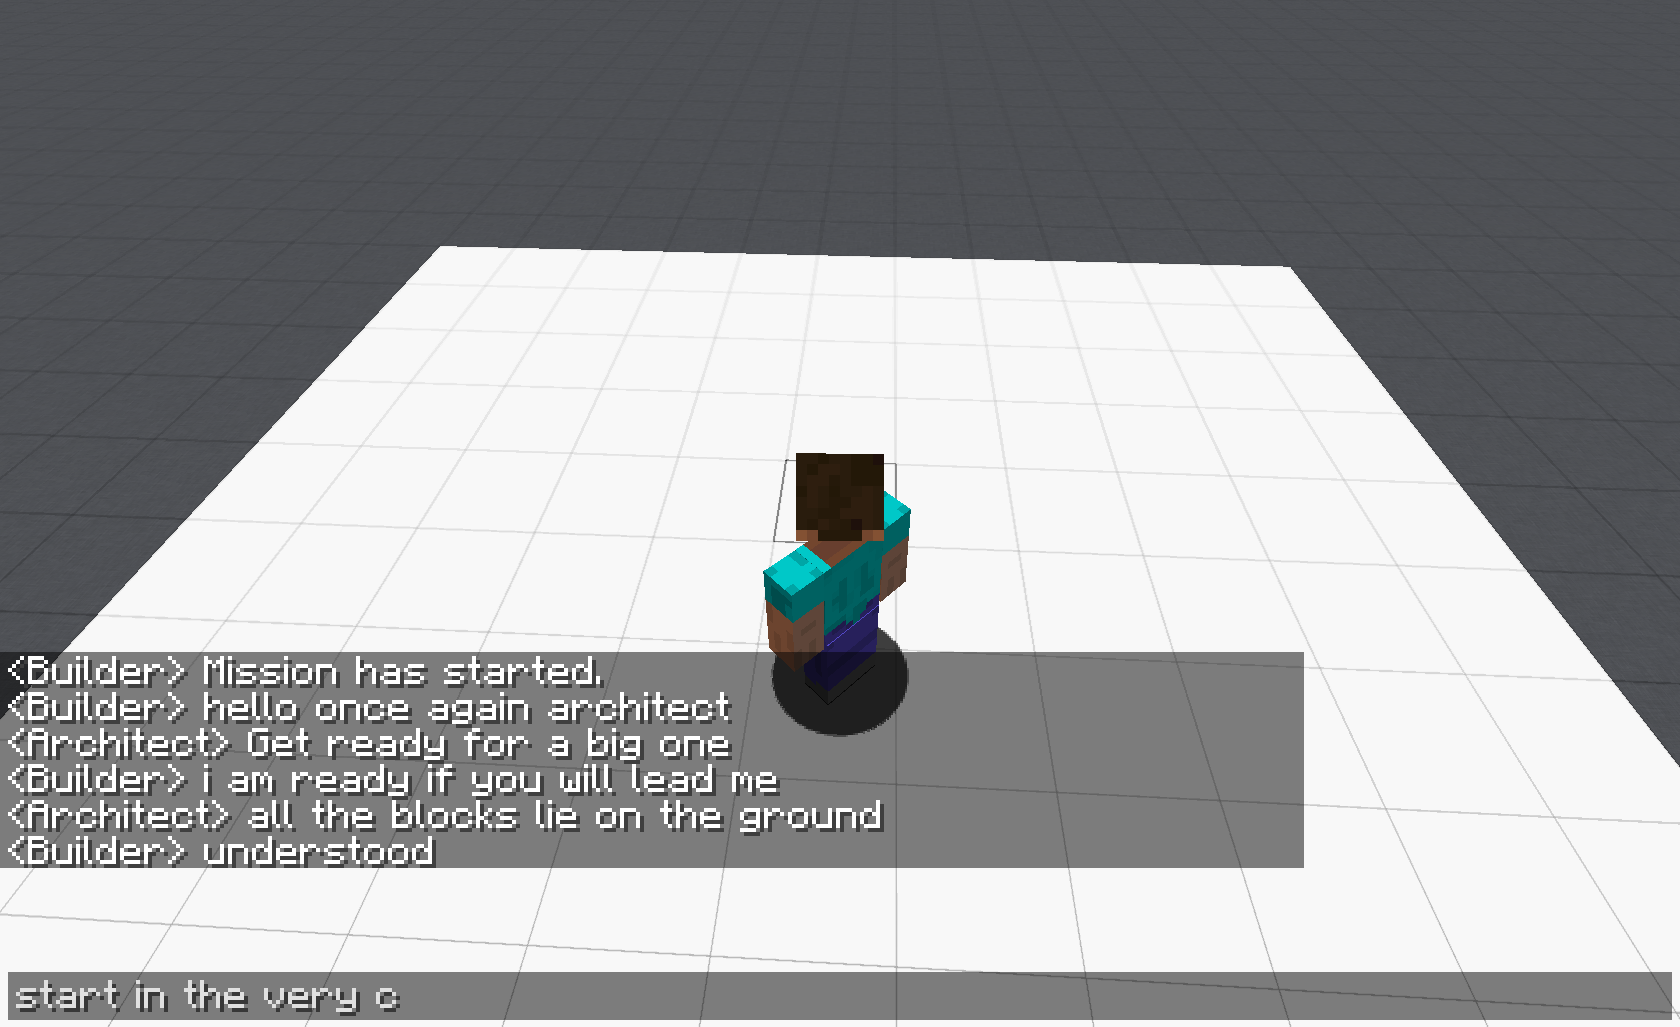 <Builder> Mission has started.
<Builder> hello once again architect
<Architect> Get ready for a big one
<Builder> i am ready if you will lead me
<Architect> all the blocks lie on the ground
<Builder> understood
start in the very c